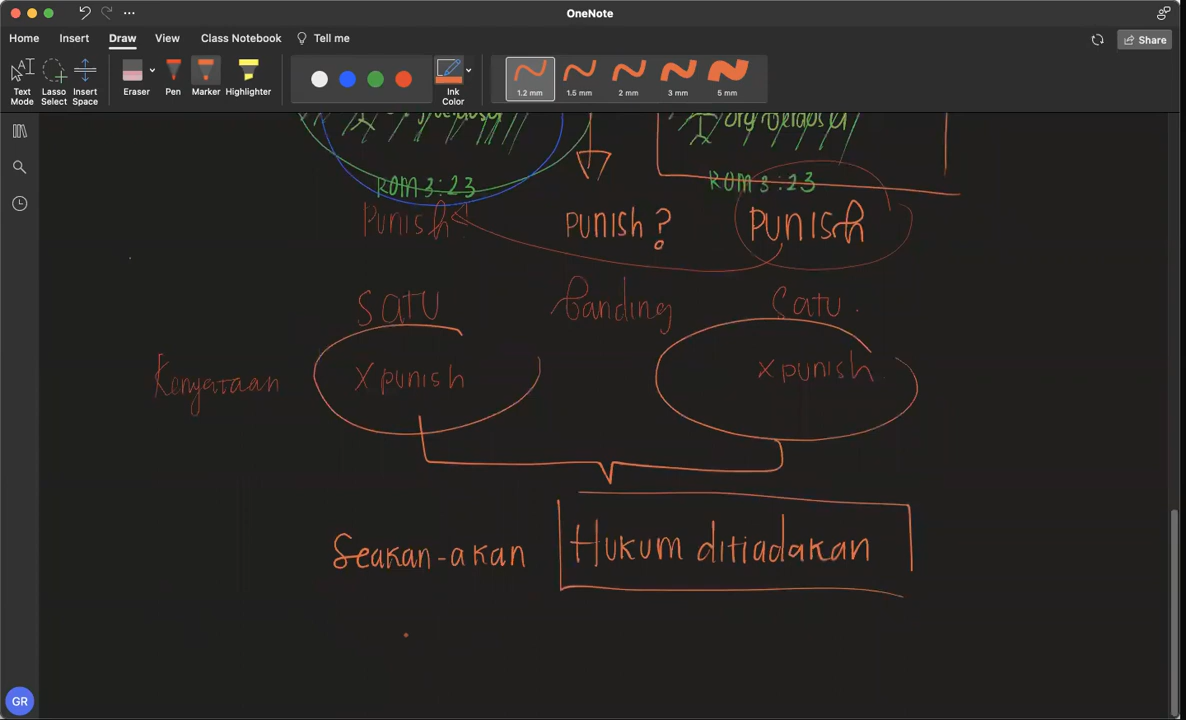 OneNote
Home Insert Draw View Class Notebook Tell me Share
Text Mode Lasso Select Insert Space Eraser Pen Marker Highlighter Ink Color 1.2 mm 1.5 mm 2 mm 3 mm 5 mm
ROM 3:23 ROM 3:23
Punish PUNISH? PUNISH
SATU banding SATU
Kenyataan X punish X punish
Seakan-akan Hukum ditiadakan
GR